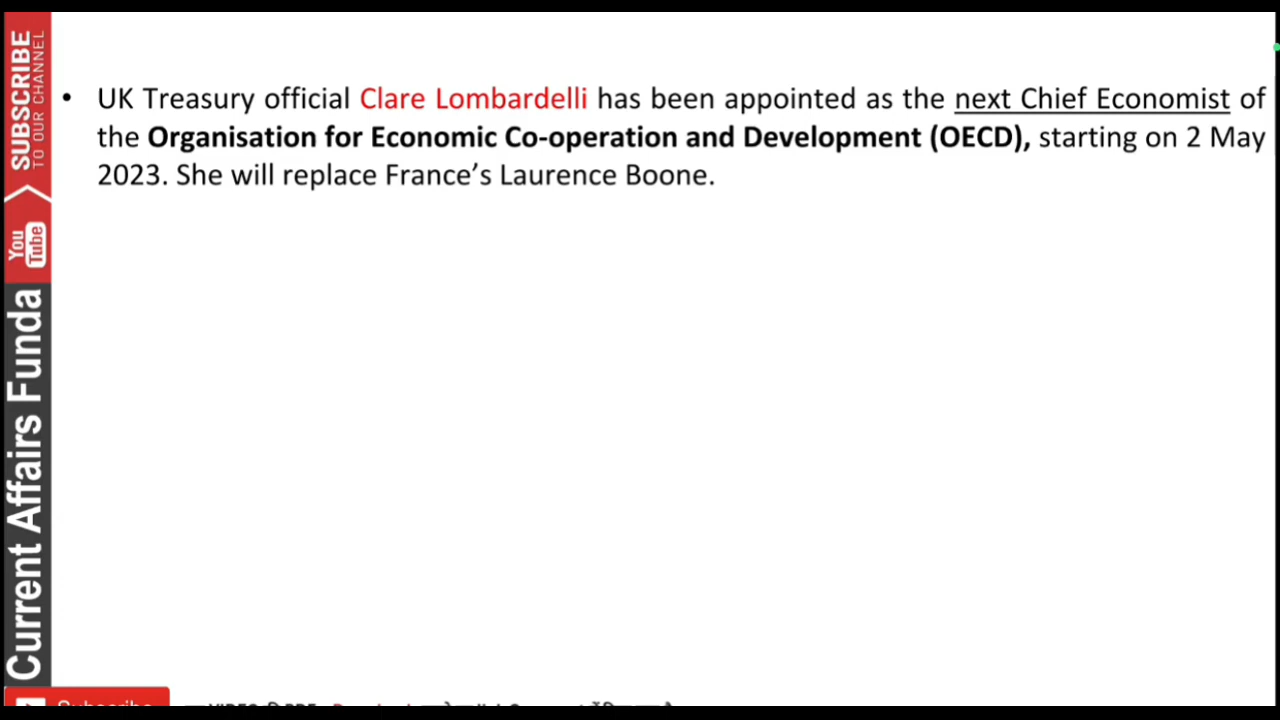 SUBSCRIBE
TO OUR CHANNEL
You
Tube
Current Affairs Funda
• UK Treasury official Clare Lombardelli has been appointed as the next Chief Economist of
the Organisation for Economic Co-operation and Development (OECD), starting on 2 May
2023. She will replace France’s Laurence Boone.
Subscribe